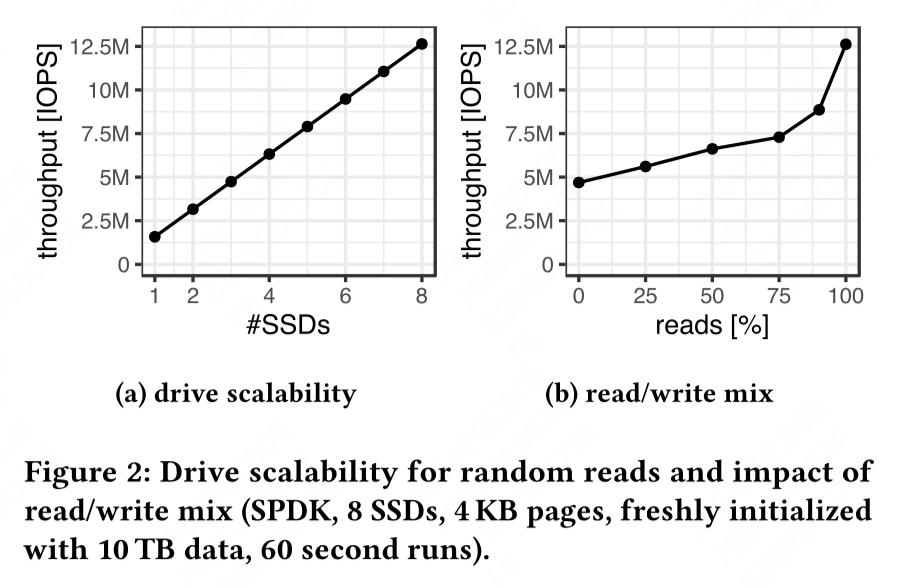 throughput [IOPS]
12.5M
10M
7.5M
5M
2.5M
0
1 2 4 6 8
#SSDs
(a) drive scalability
throughput [IOPS]
12.5M
10M
7.5M
5M
2.5M
0
0 25 50 75 100
reads [%]
(b) read/write mix
Figure 2: Drive scalability for random reads and impact of
read/write mix (SPDK, 8 SSDs, 4 KB pages, freshly initialized
with 10 TB data, 60 second runs).